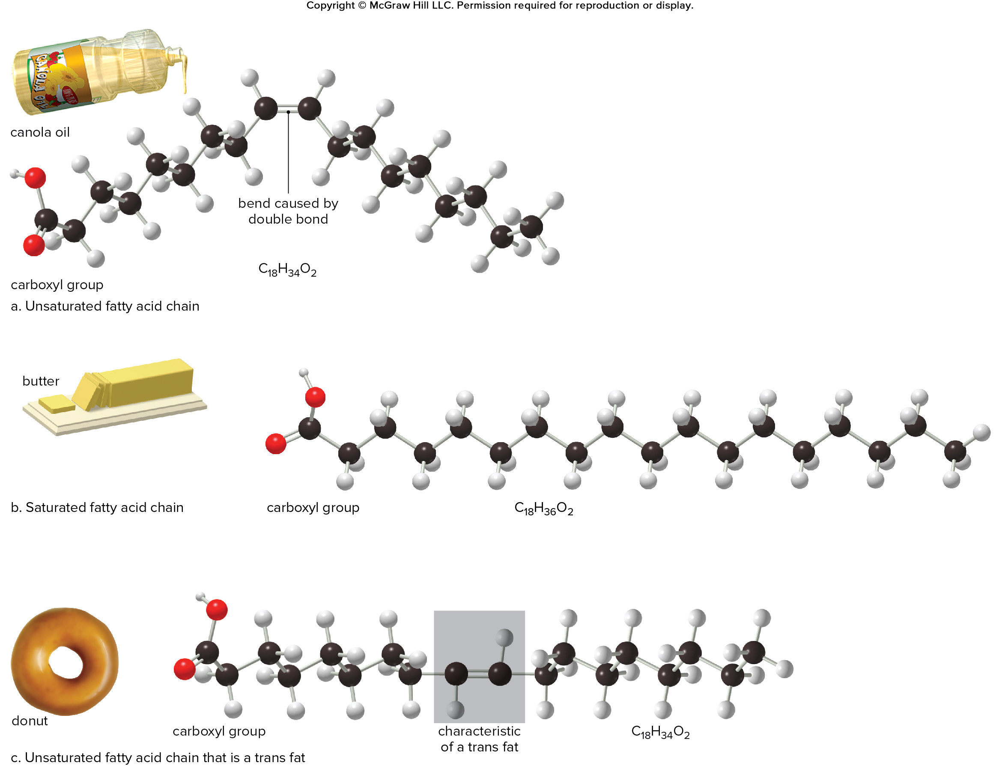 Copyright © McGraw Hill LLC. Permission required for reproduction or display.
CANOLA OIL
canola oil
bend caused by
double bond
C₁₈H₃₄O₂
carboxyl group
a. Unsaturated fatty acid chain
butter
b. Saturated fatty acid chain
carboxyl group
C₁₈H₃₆O₂
donut
carboxyl group
characteristic
of a trans fat
C₁₈H₃₄O₂
c. Unsaturated fatty acid chain that is a trans fat